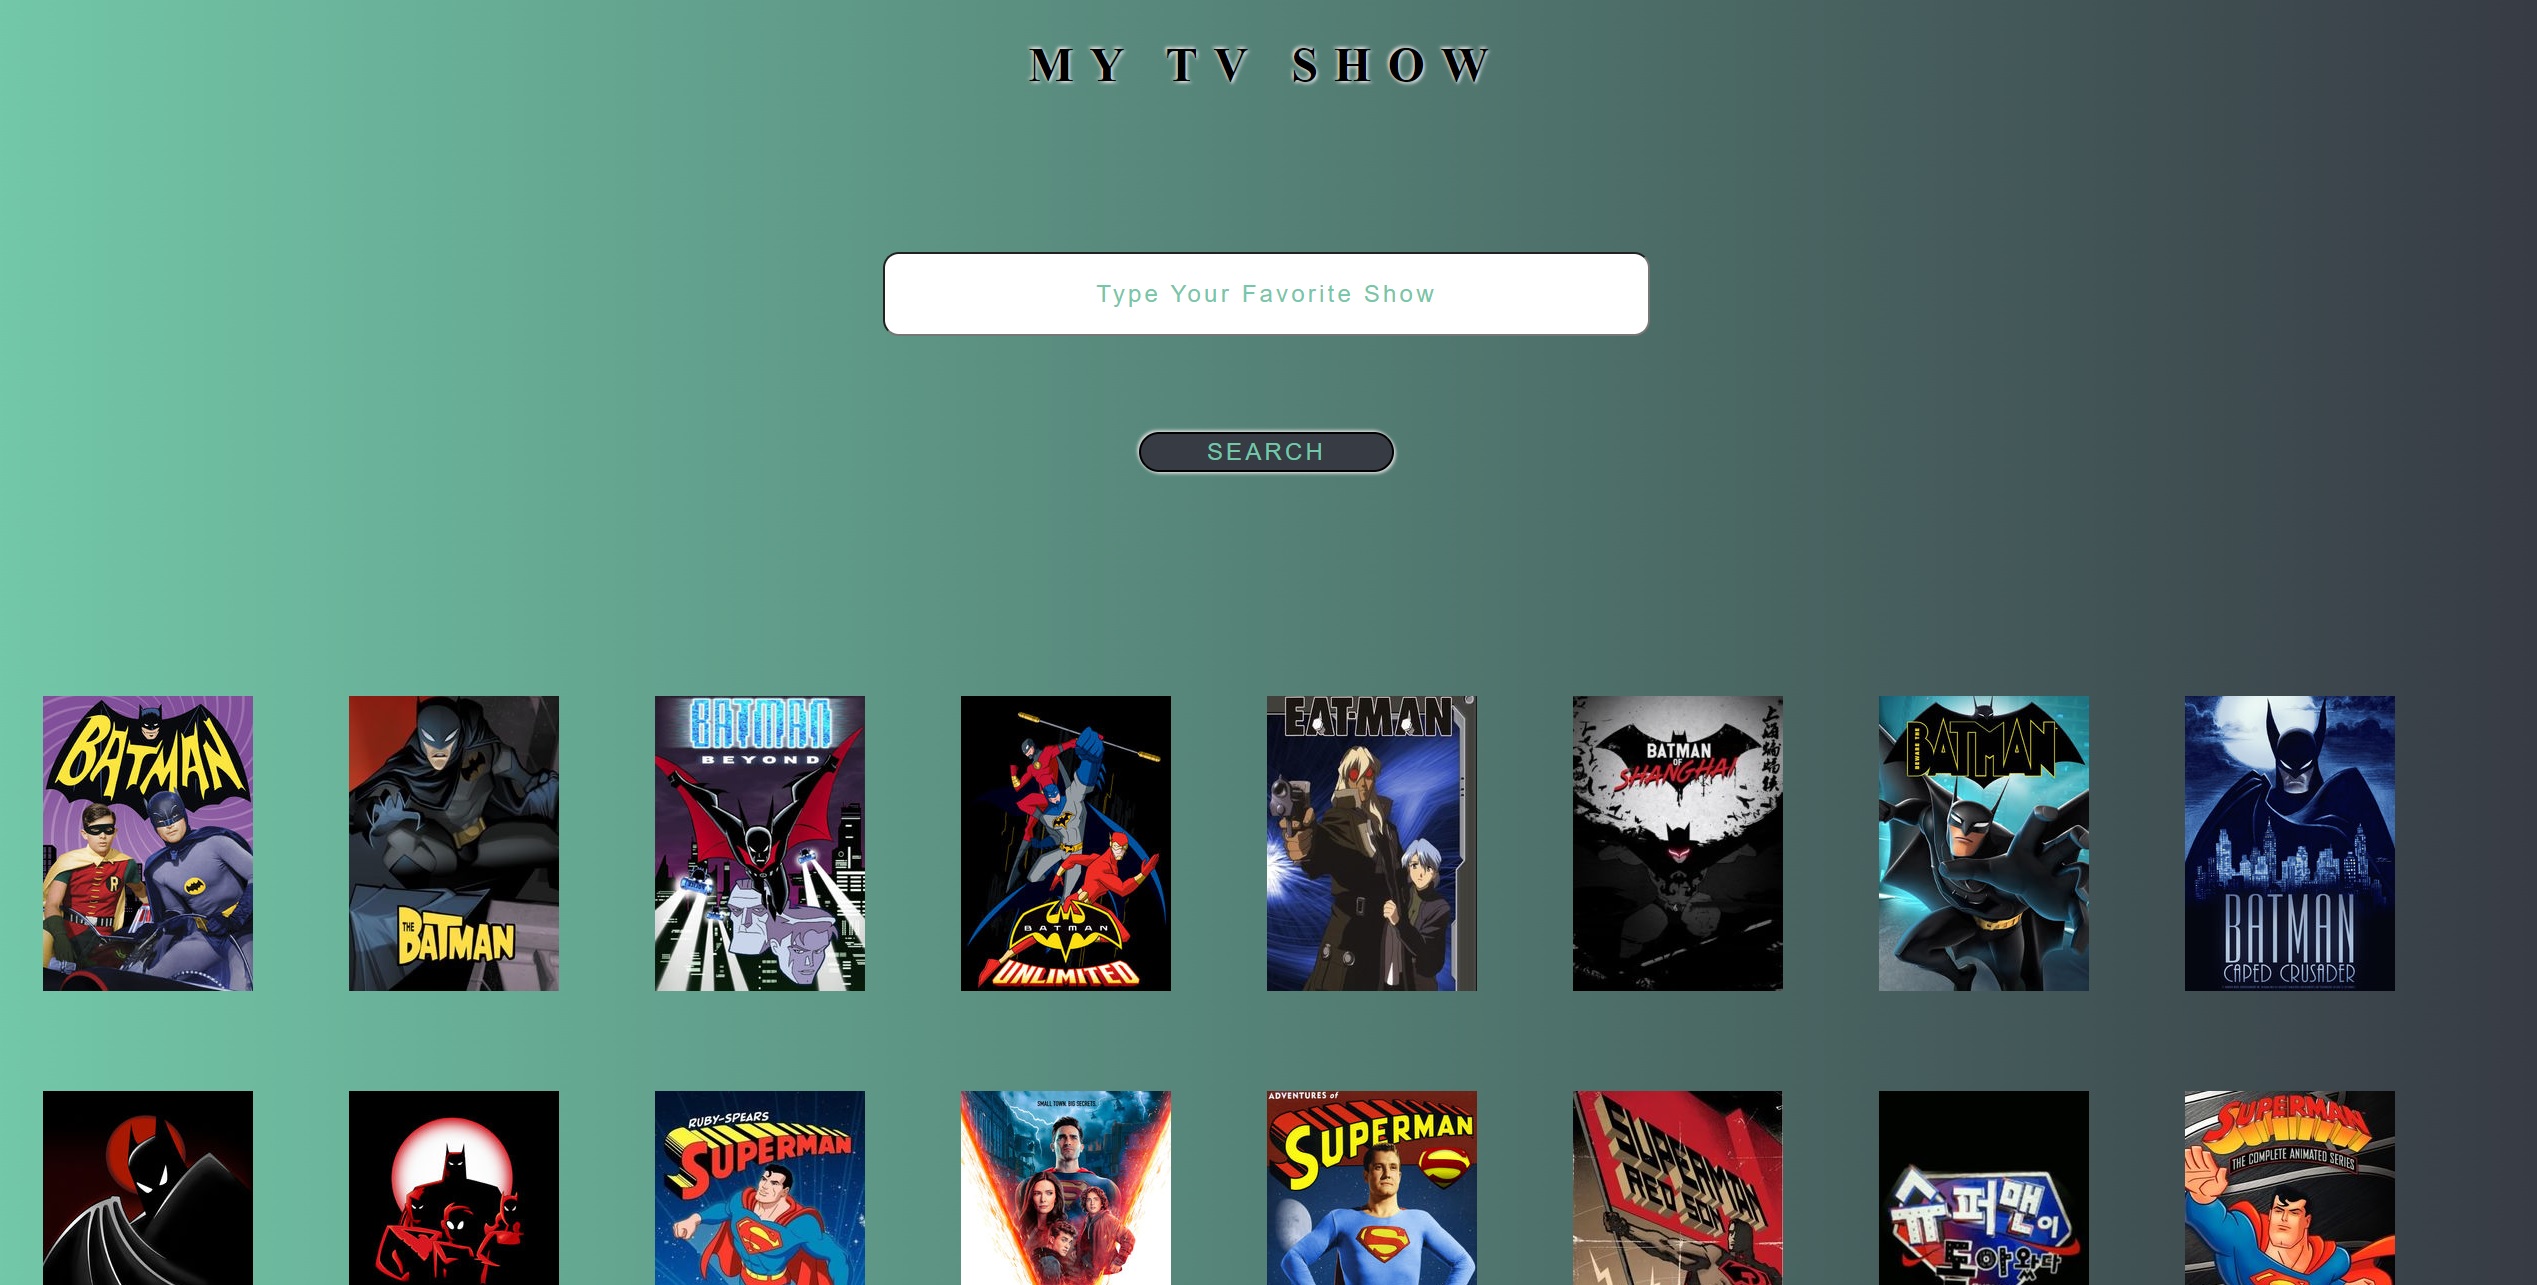 MY TV SHOW
Type Your Favorite Show
SEARCH
BATMAN
THE
BATMAN
BATMAN
BEYOND
BATMAN
UNLIMITED
EAT-MAN
BATMAN
OF
SHANGHAI
BEWARE THE
BATMAN
BATMAN
CAPED CRUSADER
RUBY-SPEARS
SUPERMAN
SMALL TOWN. BIG SECRETS.
ADVENTURES of
SUPERMAN
SUPERMAN
RED SON
슈퍼맨이
돌아왔다
SUPERMAN
THE COMPLETE ANIMATED SERIES